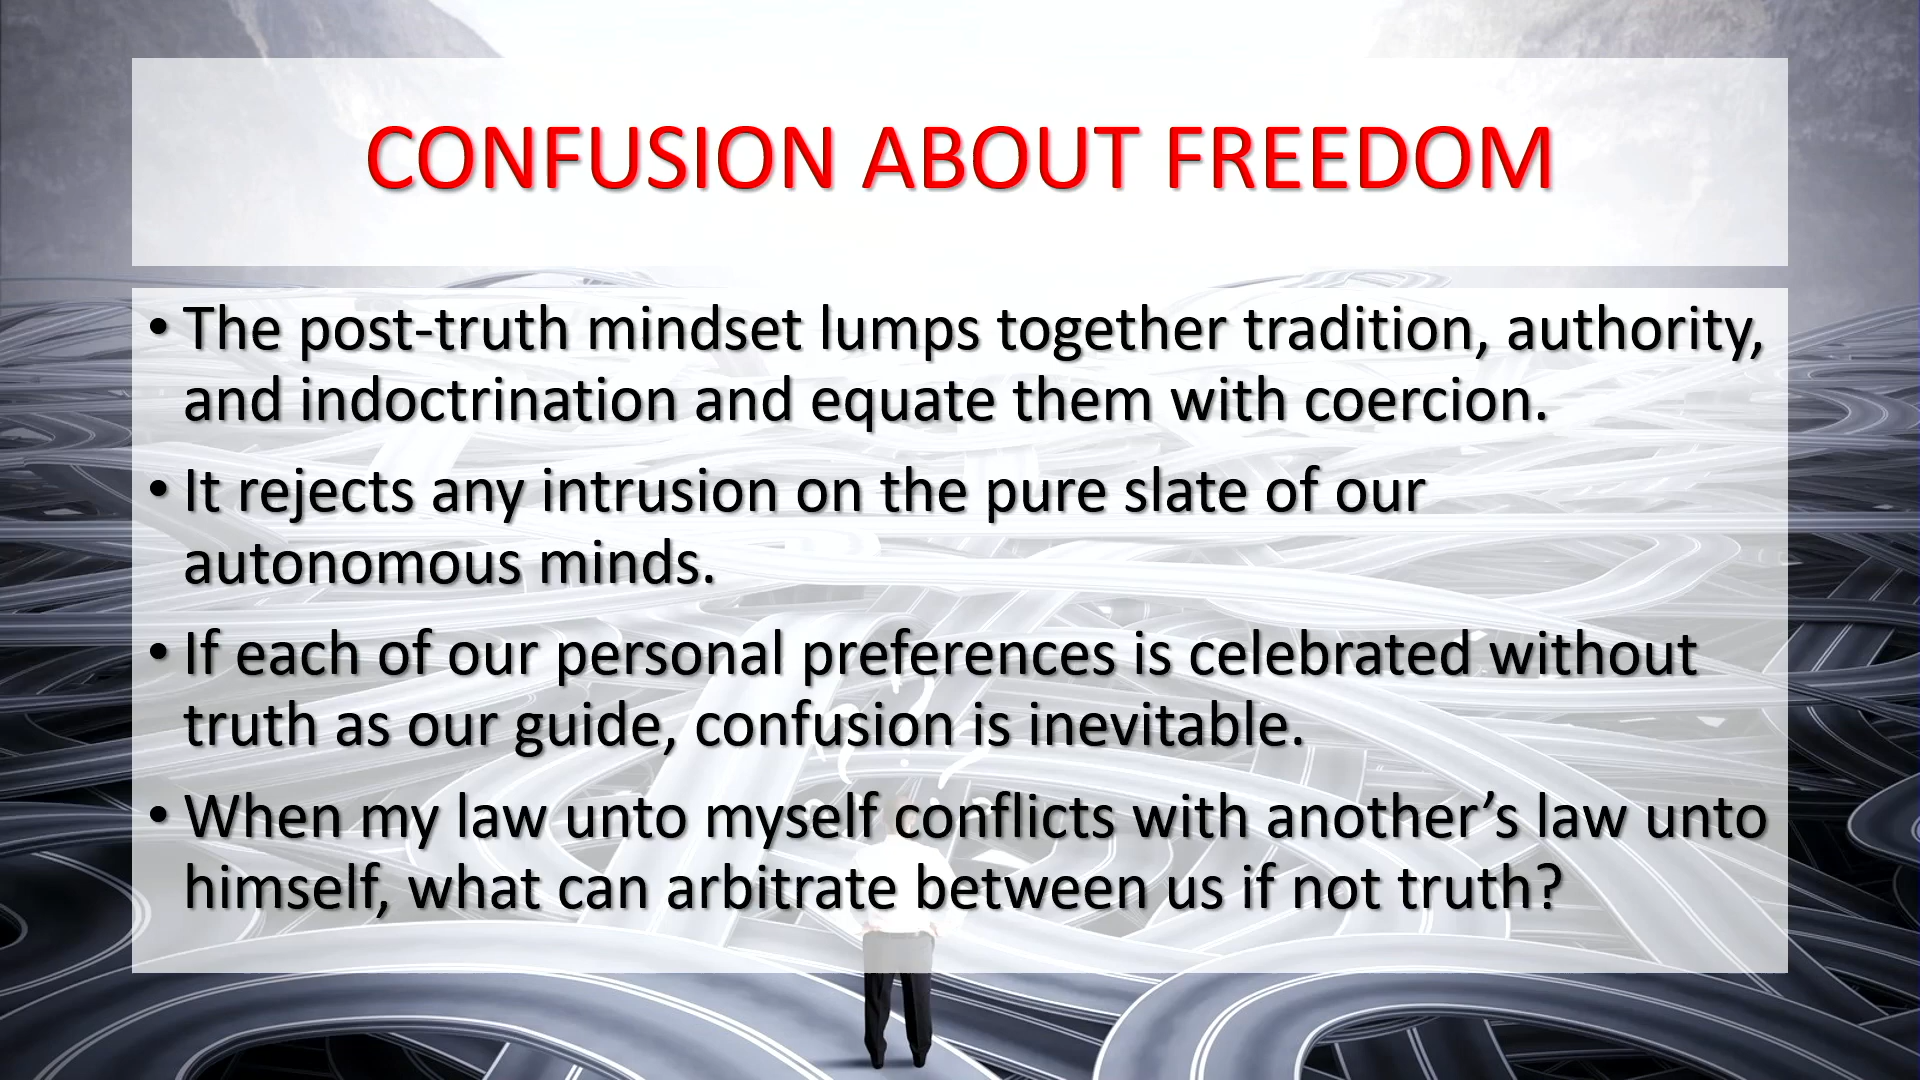 CONFUSION ABOUT FREEDOM
• The post-truth mindset lumps together tradition, authority,
and indoctrination and equate them with coercion.
• It rejects any intrusion on the pure slate of our
autonomous minds.
• If each of our personal preferences is celebrated without
truth as our guide, confusion is inevitable.
• When my law unto myself conflicts with another’s law unto
himself, what can arbitrate between us if not truth?